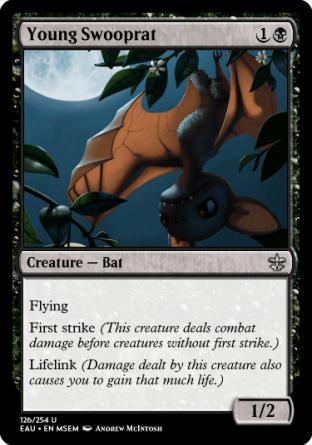 Young Swooprat 1
Creature — Bat
Flying
First strike (This creature deals combat
damage before creatures without first strike.)
Lifelink (Damage dealt by this creature also
causes you to gain that much life.)
1/2
126/254 U
EAU • EN MSEM Andrew McIntosh